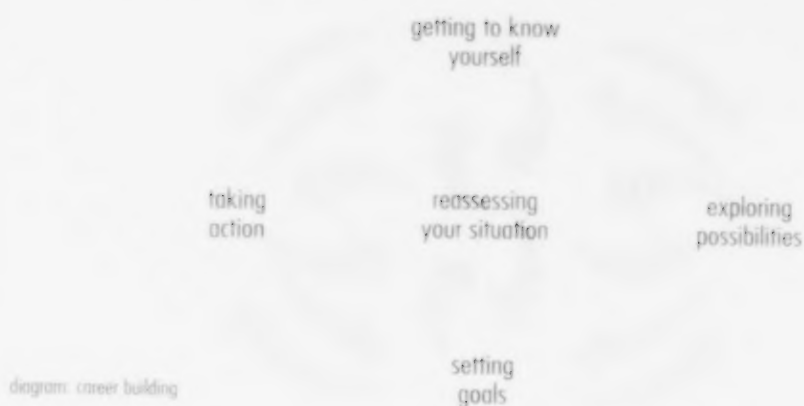 getting to know
yourself
taking
action
reassessing
your situation
exploring
possibilities
setting
goals
diagram: career building